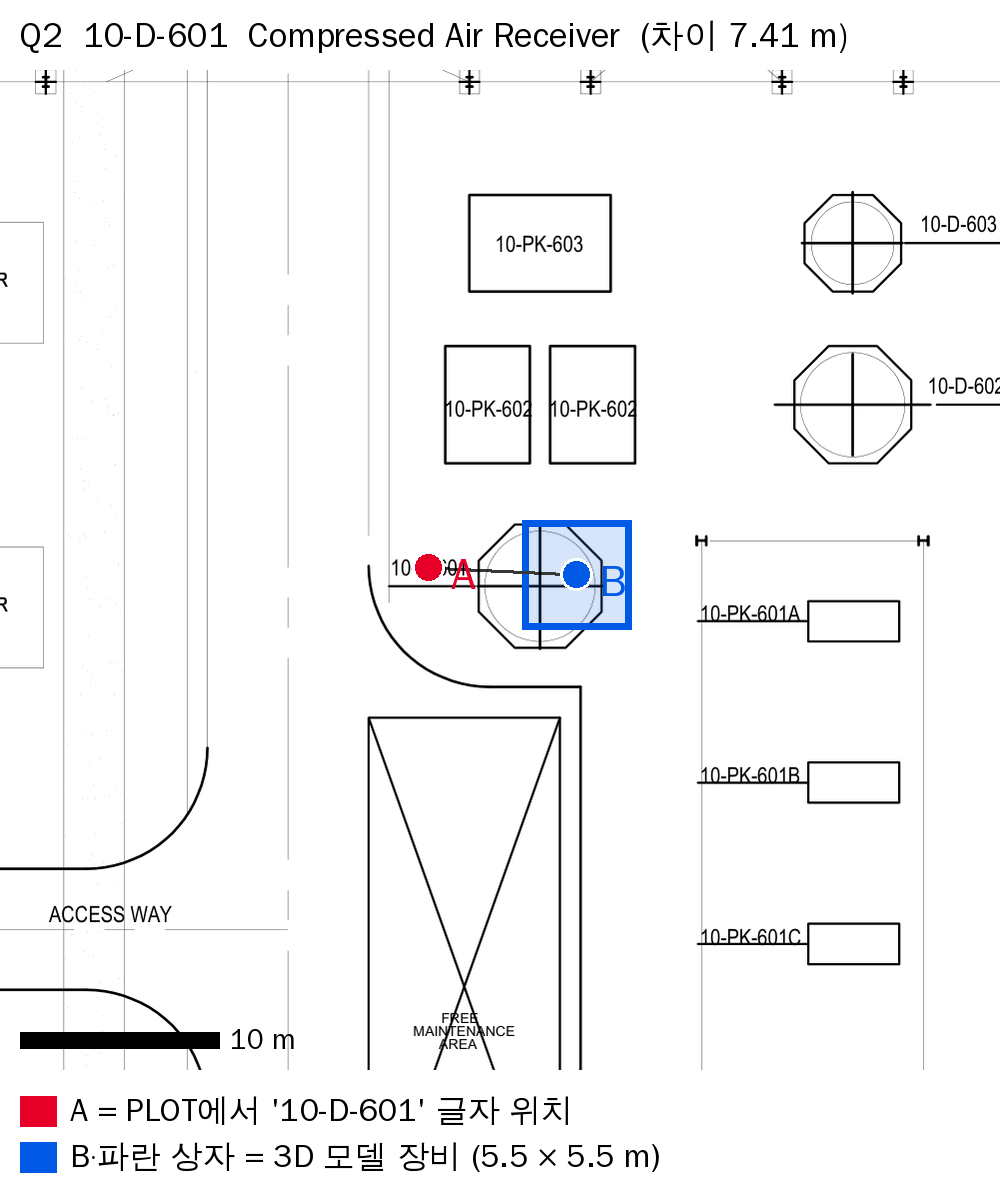 Q2 10-D-601 Compressed Air Receiver (차이 7.41 m)
10-PK-603
10-D-603
R
10-PK-602 10-PK-602
10-D-602
A
B
R
10-PK-601A
10-PK-601B
ACCESS WAY
10-PK-601C
FREE
MAINTENANCE
AREA
10 m
A = PLOT에서 '10-D-601' 글자 위치
B·파란 상자 = 3D 모델 장비 (5.5 × 5.5 m)